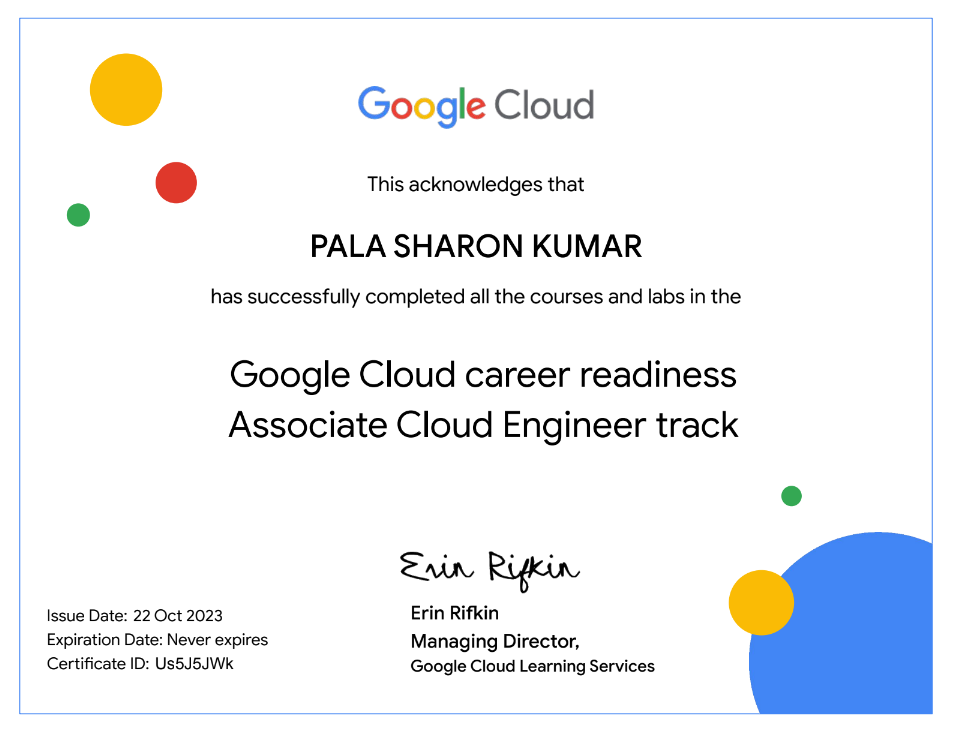 Google Cloud
This acknowledges that
PALA SHARON KUMAR
has successfully completed all the courses and labs in the
Google Cloud career readiness
Associate Cloud Engineer track
Erin Rifkin
Erin Rifkin
Managing Director,
Google Cloud Learning Services
Issue Date: 22 Oct 2023
Expiration Date: Never expires
Certificate ID: Us5J5JWk